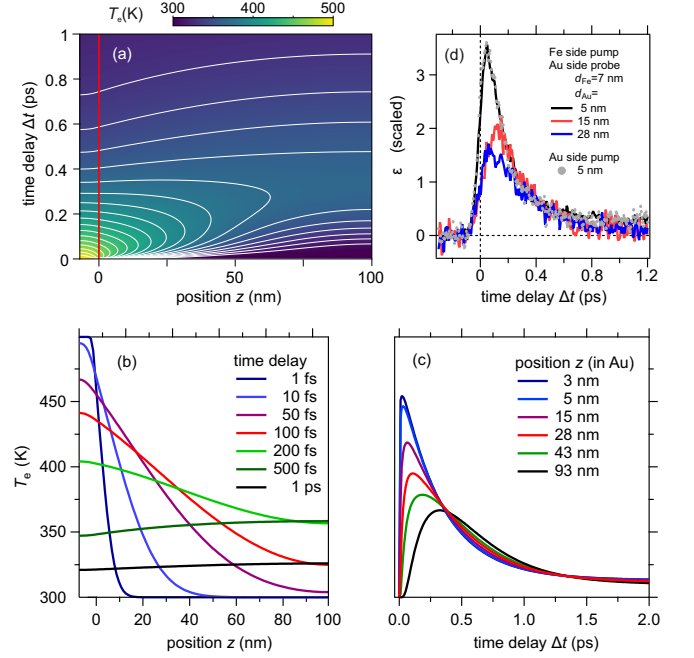 Tₑ(K)
300 400 500
(a)
1
0.8
0.6
0.4
0.2
0
time delay Δt (ps)
0 50 100
position z (nm)
(d)
Fe side pump
Au side probe
d_Fe=7 nm
d_Au=
5 nm
15 nm
28 nm
Au side pump
5 nm
3
2
1
0
ε (scaled)
0 0.4 0.8 1.2
time delay Δt (ps)
(b)
time delay
1 fs
10 fs
50 fs
100 fs
200 fs
500 fs
1 ps
450
400
350
300
Tₑ (K)
0 20 40 60 80 100
position z (nm)
(c)
position z (in Au)
3 nm
5 nm
15 nm
28 nm
43 nm
93 nm
0.0 0.5 1.0 2.0
time delay Δt (ps)